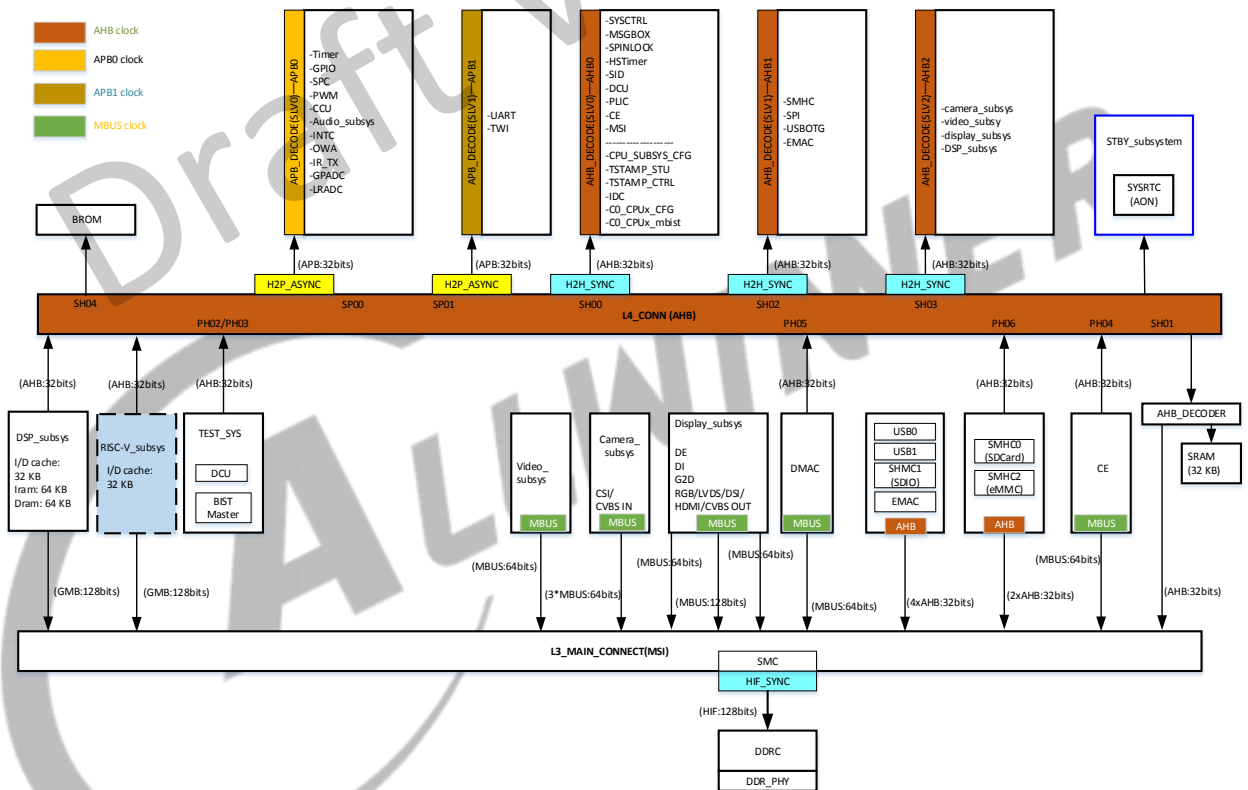 AHB clock
APB0 clock
APB1 clock
MBUS clock
Draft
ALLWINNER
BROM
APB_DECODE(SLV0)—APB0
-Timer
-GPIO
-SPC
-PWM
-CCU
-Audio_subsys
-INTC
-OWA
-IR_TX
-GPADC
-LRADC
APB_DECODE(SLV1)—APB1
-UART
-TWI
AHB_DECODE(SLV0)—AHB0
-SYSCTRL
-MSGBOX
-SPINLOCK
-HSTimer
-SID
-DCU
-PLIC
-CE
-MSI
--------------------
-CPU_SUBSYS_CFG
-TSTAMP_STU
-TSTAMP_CTRL
-IDC
-C0_CPUx_CFG
-C0_CPUx_mbist
AHB_DECODE(SLV1)—AHB1
-SMHC
-SPI
-USBOTG
-EMAC
AHB_DECODE(SLV2)—AHB2
-camera_subsys
-video_subsy
-display_subsys
-DSP_subsys
STBY_subsystem
SYSRTC
(AON)
(APB:32bits)
(APB:32bits)
(AHB:32bits)
(AHB:32bits)
(AHB:32bits)
H2P_ASYNC
H2P_ASYNC
H2H_SYNC
H2H_SYNC
H2H_SYNC
SH04
SP00
SP01
SH00
SH02
SH03
L4_CONN (AHB)
PH02/PH03
PH05
PH06
PH04
SH01
(AHB:32bits)
(AHB:32bits)
(AHB:32bits)
(AHB:32bits)
(AHB:32bits)
(AHB:32bits)
DSP_subsys
I/D cache:
32 KB
Iram: 64 KB
Dram: 64 KB
RISC-V_subsys
I/D cache:
32 KB
TEST_SYS
DCU
BIST
Master
Video_
subsys
MBUS
Camera_
subsys
CSI/
CVBS IN
MBUS
Display_subsys
DE
DI
G2D
RGB/LVDS/DSI/
HDMI/CVBS OUT
MBUS
DMAC
MBUS
USB0
USB1
SHMC1
(SDIO)
EMAC
AHB
SMHC0
(SDCard)
SMHC2
(eMMC)
AHB
CE
MBUS
AHB_DECODER
SRAM
(32 KB)
(GMB:128bits)
(GMB:128bits)
(MBUS:64bits)
(3*MBUS:64bits)
(MBUS:64bits)
(MBUS:128bits)
(MBUS:64bits)
(MBUS:64bits)
(4xAHB:32bits)
(2xAHB:32bits)
(MBUS:64bits)
(AHB:32bits)
L3_MAIN_CONNECT(MSI)
SMC
HIF_SYNC
(HIF:128bits)
DDRC
DDR_PHY